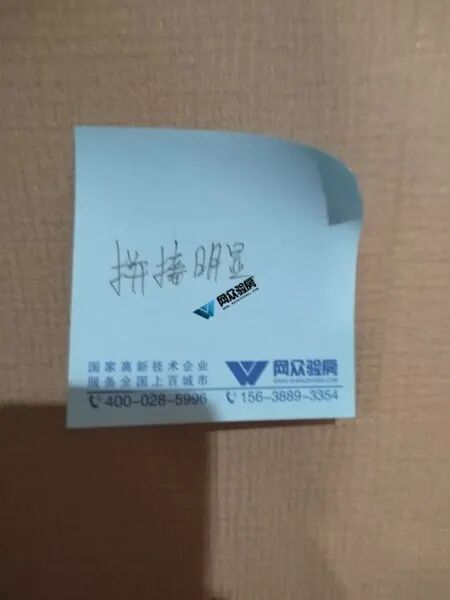 拼接明显
网众验房
国家高新技术企业
服务全国上百城市
网众验房
400-028-5996
156-3889-3354